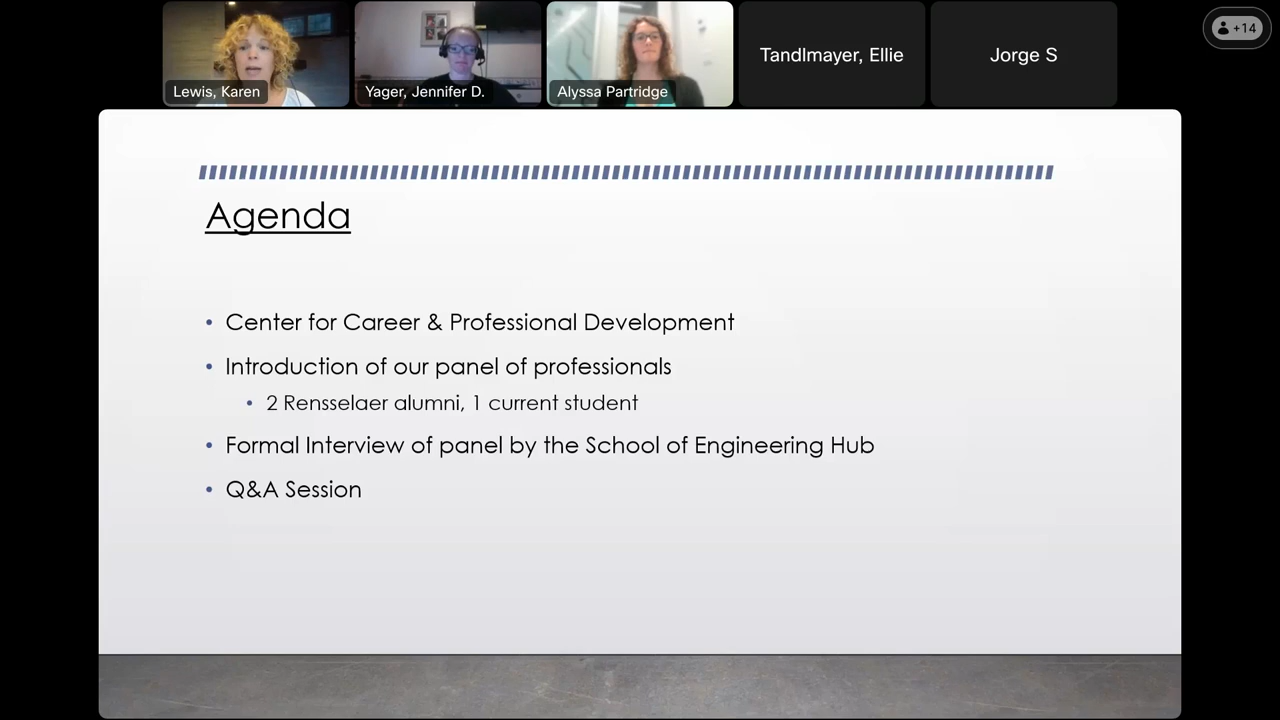 Lewis, Karen
Yager, Jennifer D.
Alyssa Partridge
Tandlmayer, Ellie
Jorge S
+14
Agenda
• Center for Career & Professional Development
• Introduction of our panel of professionals
• 2 Rensselaer alumni, 1 current student
• Formal Interview of panel by the School of Engineering Hub
• Q&A Session